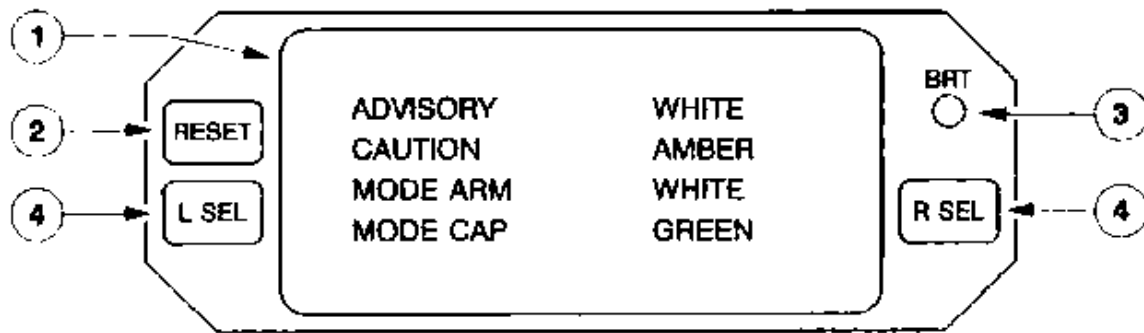 1
BRT
ADVISORY WHITE
2 RESET 3
CAUTION AMBER
MODE ARM WHITE
4 L SEL R SEL 4
MODE CAP GREEN